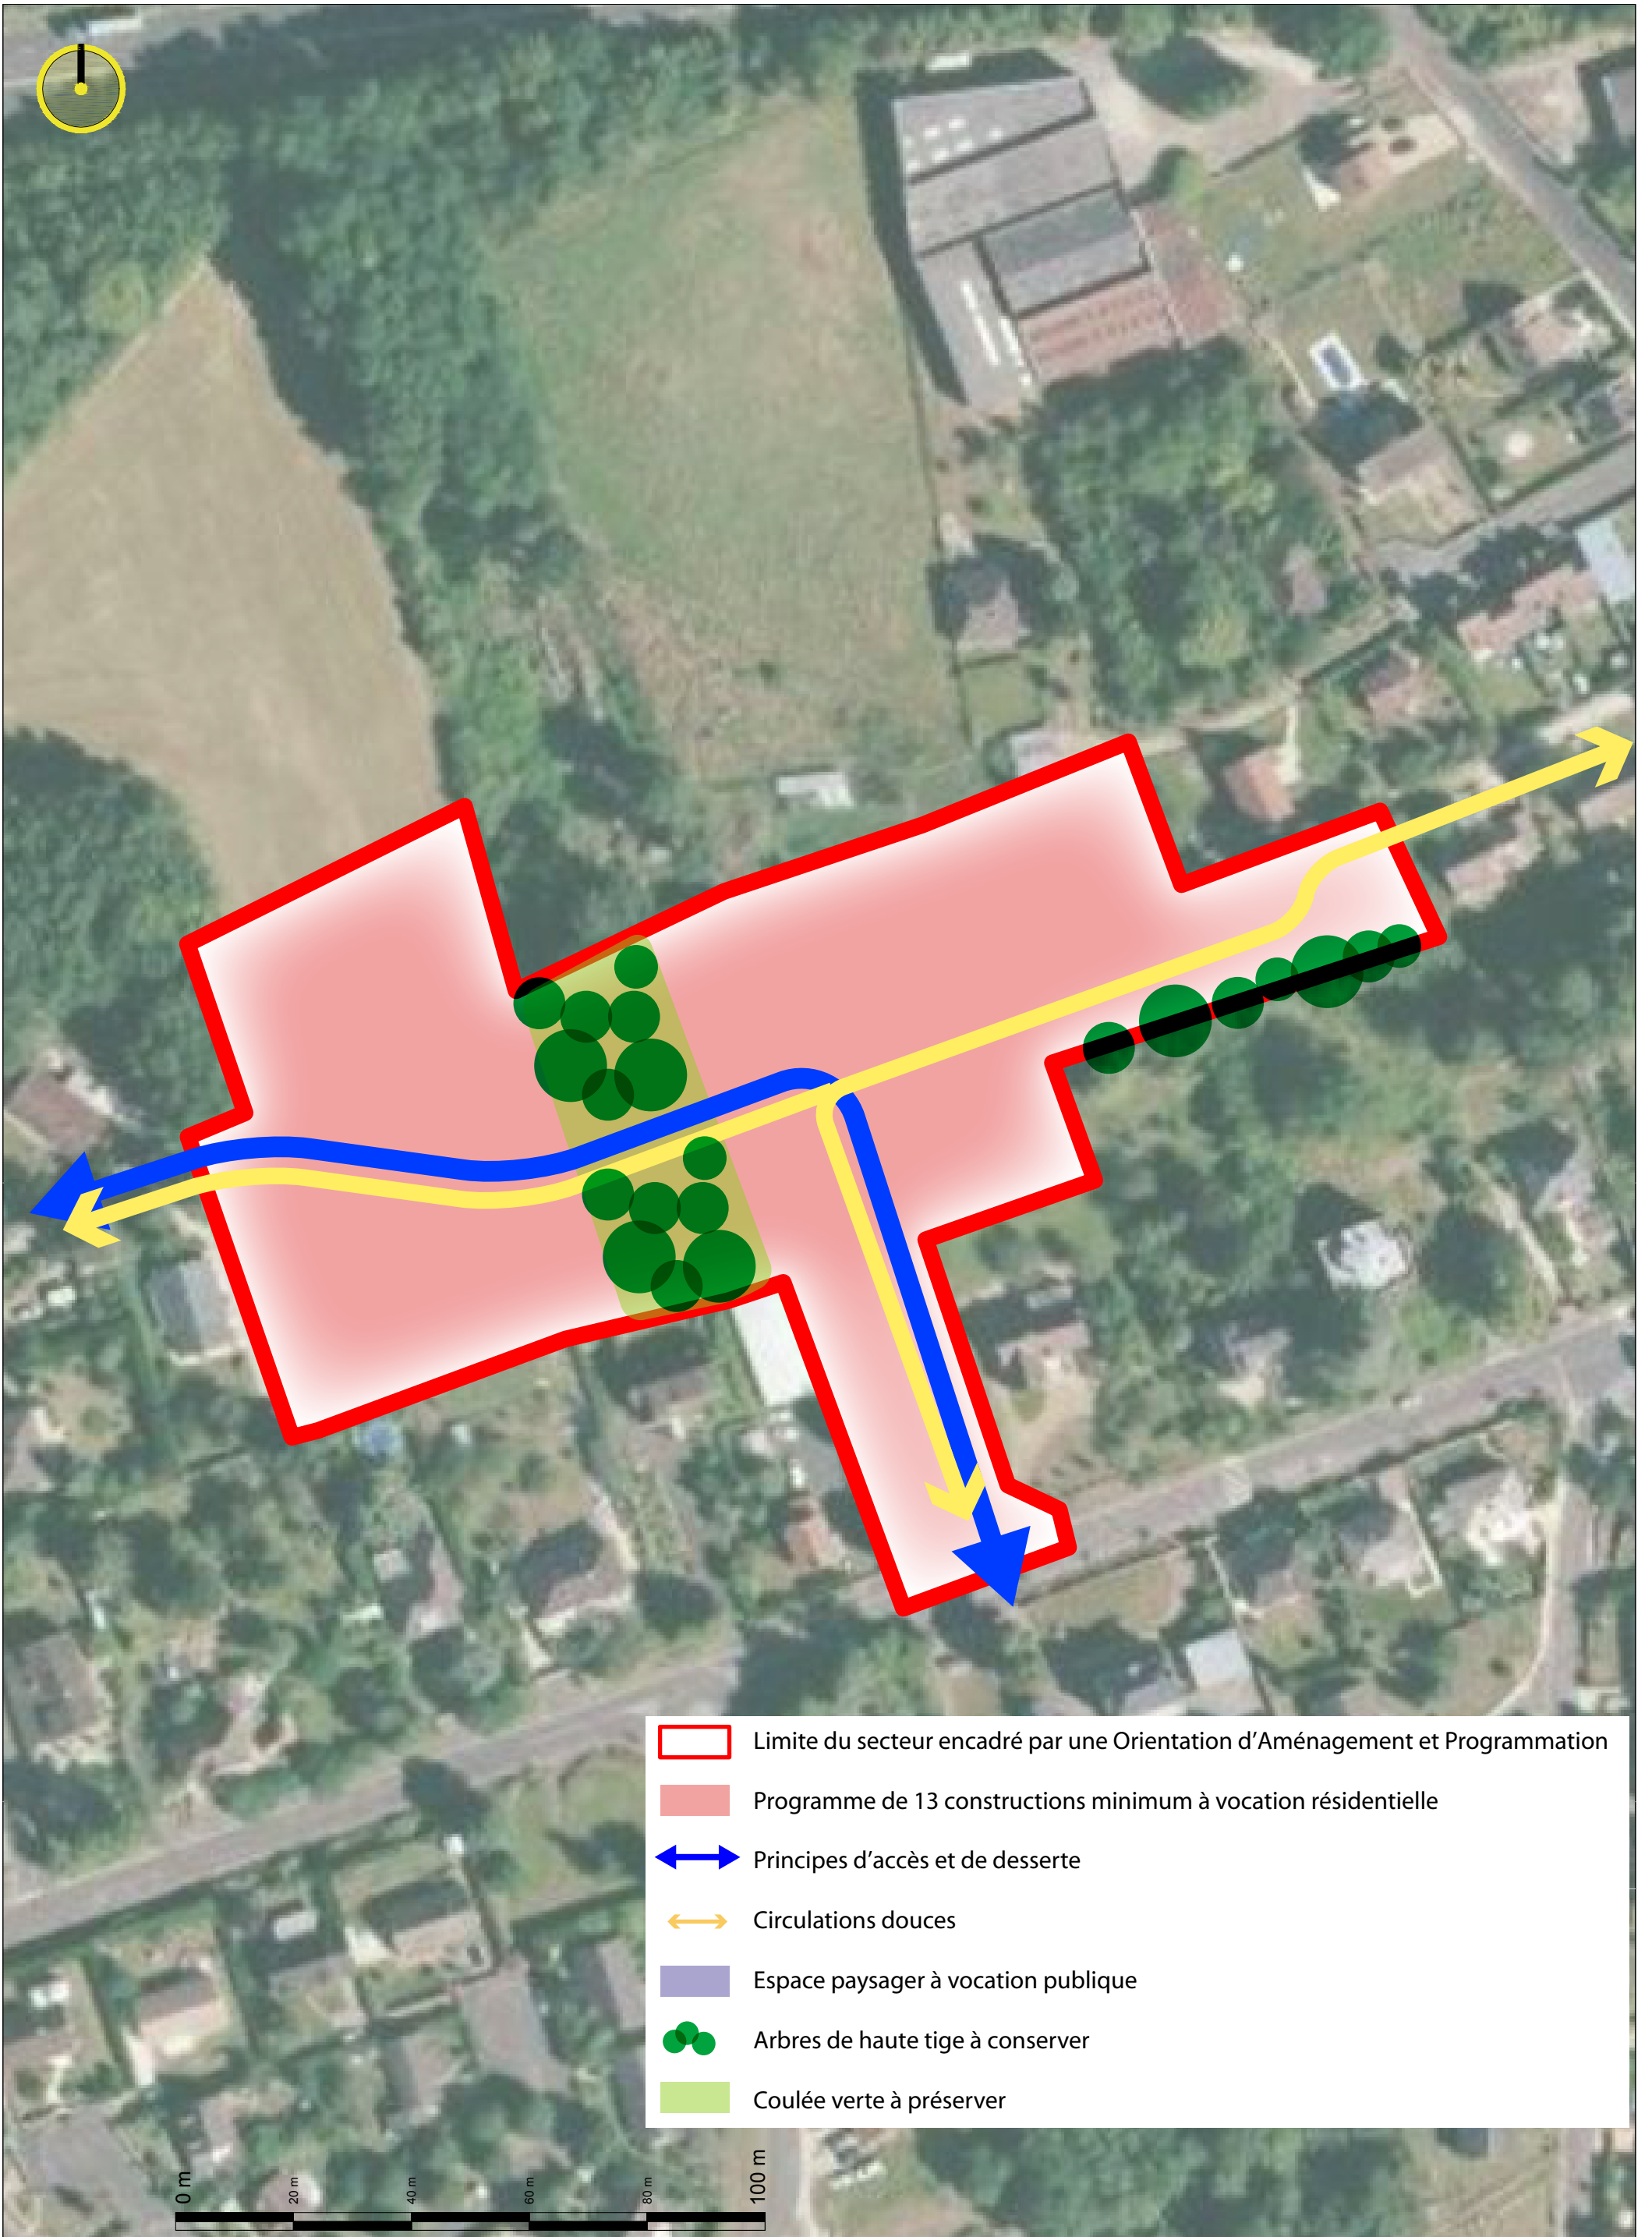 Limite du secteur encadré par une Orientation d’Aménagement et Programmation
Programme de 13 constructions minimum à vocation résidentielle
Principes d’accès et de desserte
Circulations douces
Espace paysager à vocation publique
Arbres de haute tige à conserver
Coulée verte à préserver
0 m
20 m
40 m
60 m
80 m
100 m